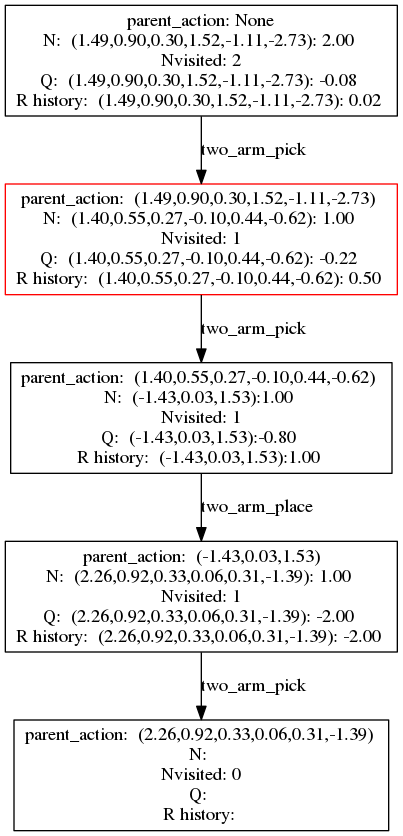 parent_action: None
N:  (1.49,0.90,0.30,1.52,-1.11,-2.73): 2.00
Nvisited: 2
Q:  (1.49,0.90,0.30,1.52,-1.11,-2.73): -0.08
R history:  (1.49,0.90,0.30,1.52,-1.11,-2.73): 0.02
two_arm_pick
parent_action:  (1.49,0.90,0.30,1.52,-1.11,-2.73)
N:  (1.40,0.55,0.27,-0.10,0.44,-0.62): 1.00
Nvisited: 1
Q:  (1.40,0.55,0.27,-0.10,0.44,-0.62): -0.22
R history:  (1.40,0.55,0.27,-0.10,0.44,-0.62): 0.50
two_arm_pick
parent_action:  (1.40,0.55,0.27,-0.10,0.44,-0.62)
N:  (-1.43,0.03,1.53):1.00
Nvisited: 1
Q:  (-1.43,0.03,1.53):-0.80
R history:  (-1.43,0.03,1.53):1.00
two_arm_place
parent_action:  (-1.43,0.03,1.53)
N:  (2.26,0.92,0.33,0.06,0.31,-1.39): 1.00
Nvisited: 1
Q:  (2.26,0.92,0.33,0.06,0.31,-1.39): -2.00
R history:  (2.26,0.92,0.33,0.06,0.31,-1.39): -2.00
two_arm_pick
parent_action:  (2.26,0.92,0.33,0.06,0.31,-1.39)
N:
Nvisited: 0
Q:
R history: